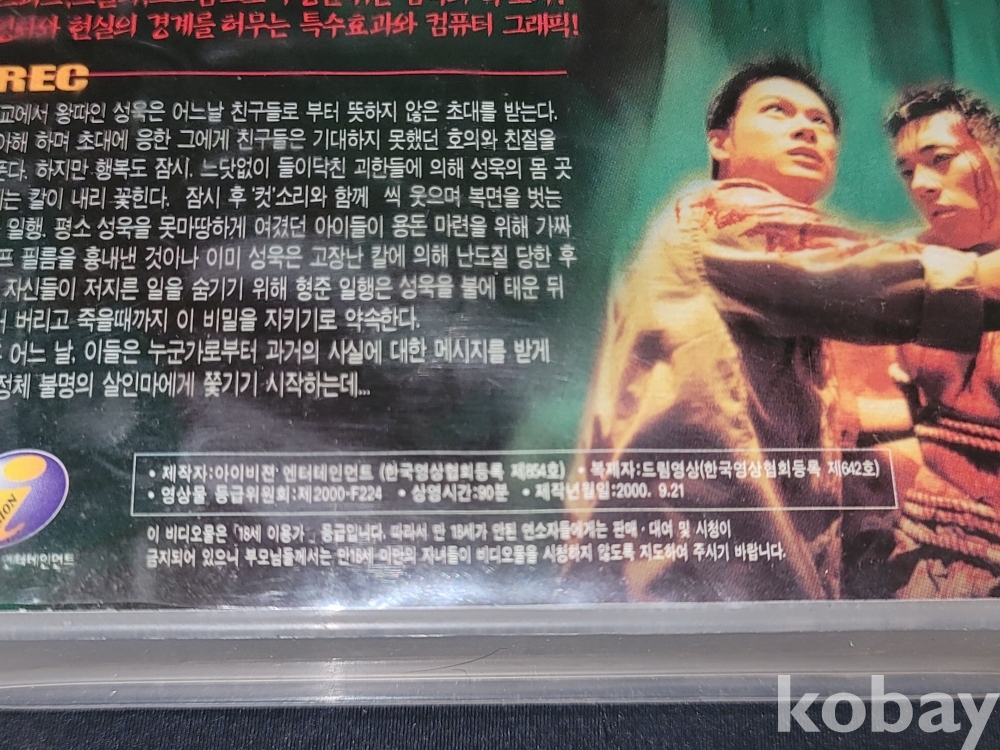 현실의 경계를 허무는 특수효과와 컴퓨터 그래픽!
REC
교에서 왕따인 성욱은 어느날 친구들로 부터 뜻하지 않은 초대를 받는다.
아해 하며 초대에 응한 그에게 친구들은 기대하지 못했던 호의와 친절을
푼다. 하지만 행복도 잠시. 느닷없이 들이닥친 괴한들에 의해 성욱의 몸 곳
에는 칼이 내리 꽂힌다. 잠시 후 '컷'소리와 함께 씩 웃으며 복면을 벗는
일행. 평소 성욱을 못마땅하게 여겼던 아이들이 용돈 마련을 위해 가짜
프 필름을 흉내낸 것이나 이미 성욱은 고장난 칼에 의해 난도질 당한 후
자신들이 저지른 일을 숨기기 위해 형준 일행은 성욱을 불에 태운 뒤
버리고 죽을때까지 이 비밀을 지키기로 약속한다.
어느 날, 이들은 누군가로부터 과거의 사실에 대한 메시지를 받게
정체 불명의 살인마에게 쫓기기 시작하는데...
• 제작자:아이비젼 엔터테인먼트 (한국영상협회등록 제854호) • 복제자:드림영상(한국영상협회등록 제642호)
• 영상물 등급위원회:제2000-F224 • 상영시간:90분 • 제작년월일:2000. 9.21
이 비디오물은 「18세 이용가」 등급입니다. 따라서 만 18세가 안된 연소자들에게는 판매·대여 및 시청이
금지되어 있으니 부모님들께서는 만18세 미만의 자녀들이 비디오물을 시청하지 않도록 지도하여 주시기 바랍니다.
엔터테인먼트
kobay